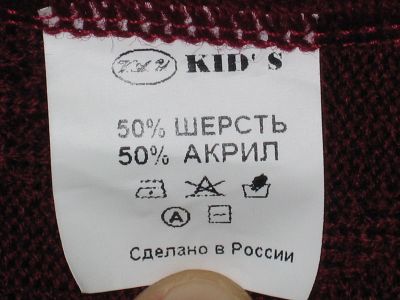 KID'S
50% ШЕРСТЬ
50% АКРИЛ
A
Сделано в России